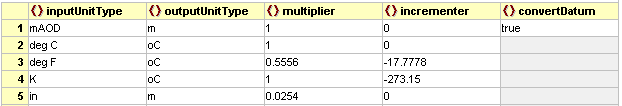 inputUnitType outputUnitType multiplier incrementer convertDatum
1 mAOD m 1 0 true
2 deg C oC 1 0
3 deg F oC 0.5556 -17.7778
4 K oC 1 -273.15
5 in m 0.0254 0